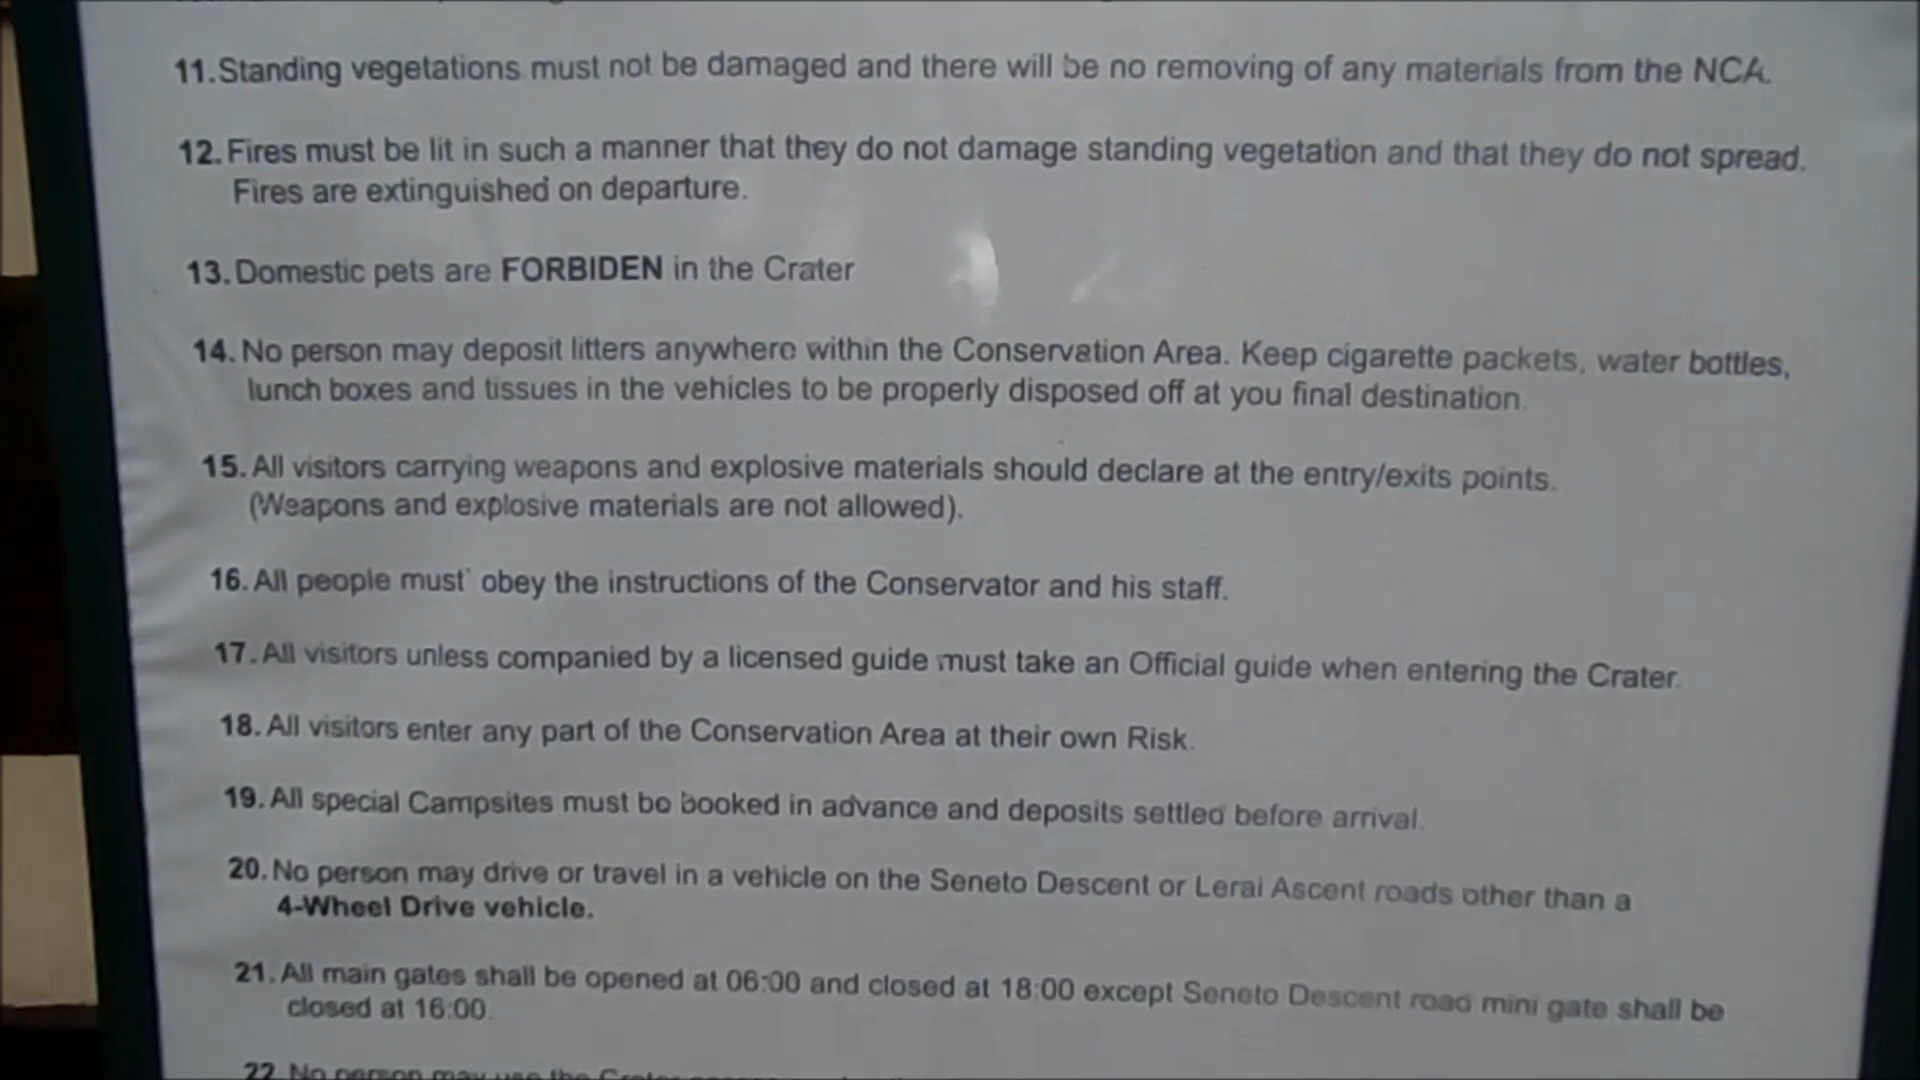 11. Standing vegetations must not be damaged and there will be no removing of any materials from the NCA.
12. Fires must be lit in such a manner that they do not damage standing vegetation and that they do not spread.
Fires are extinguished on departure.
13. Domestic pets are FORBIDEN in the Crater
14. No person may deposit litters anywhere within the Conservation Area. Keep cigarette packets, water bottles,
lunch boxes and tissues in the vehicles to be properly disposed off at you final destination.
15. All visitors carrying weapons and explosive materials should declare at the entry/exits points.
(Weapons and explosive materials are not allowed).
16. All people must obey the instructions of the Conservator and his staff.
17. All visitors unless companied by a licensed guide must take an Official guide when entering the Crater.
18. All visitors enter any part of the Conservation Area at their own Risk.
19. All special Campsites must be booked in advance and deposits settled before arrival.
20. No person may drive or travel in a vehicle on the Seneto Descent or Lerai Ascent roads other than a
4-Wheel Drive vehicle.
21. All main gates shall be opened at 06:00 and closed at 18:00 except Seneto Descent road mini gate shall be
closed at 16:00.
22. No person may use the Crater